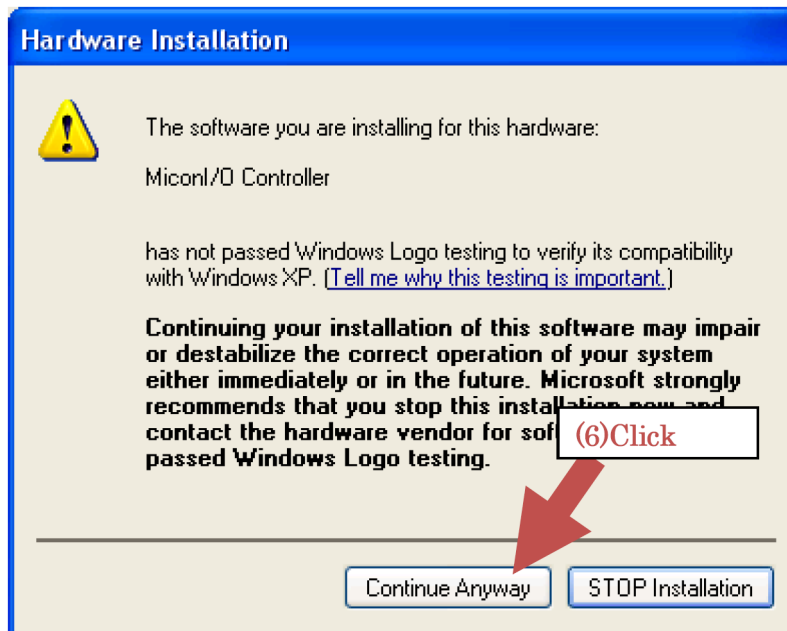 Hardware Installation
The software you are installing for this hardware:
MiconI/O Controller
has not passed Windows Logo testing to verify its compatibility
with Windows XP. (Tell me why this testing is important.)
Continuing your installation of this software may impair
or destabilize the correct operation of your system
either immediately or in the future. Microsoft strongly
recommends that you stop this installation now and
contact the hardware vendor for
passed Windows Logo testing.
(6)Click
Continue Anyway
STOP Installation